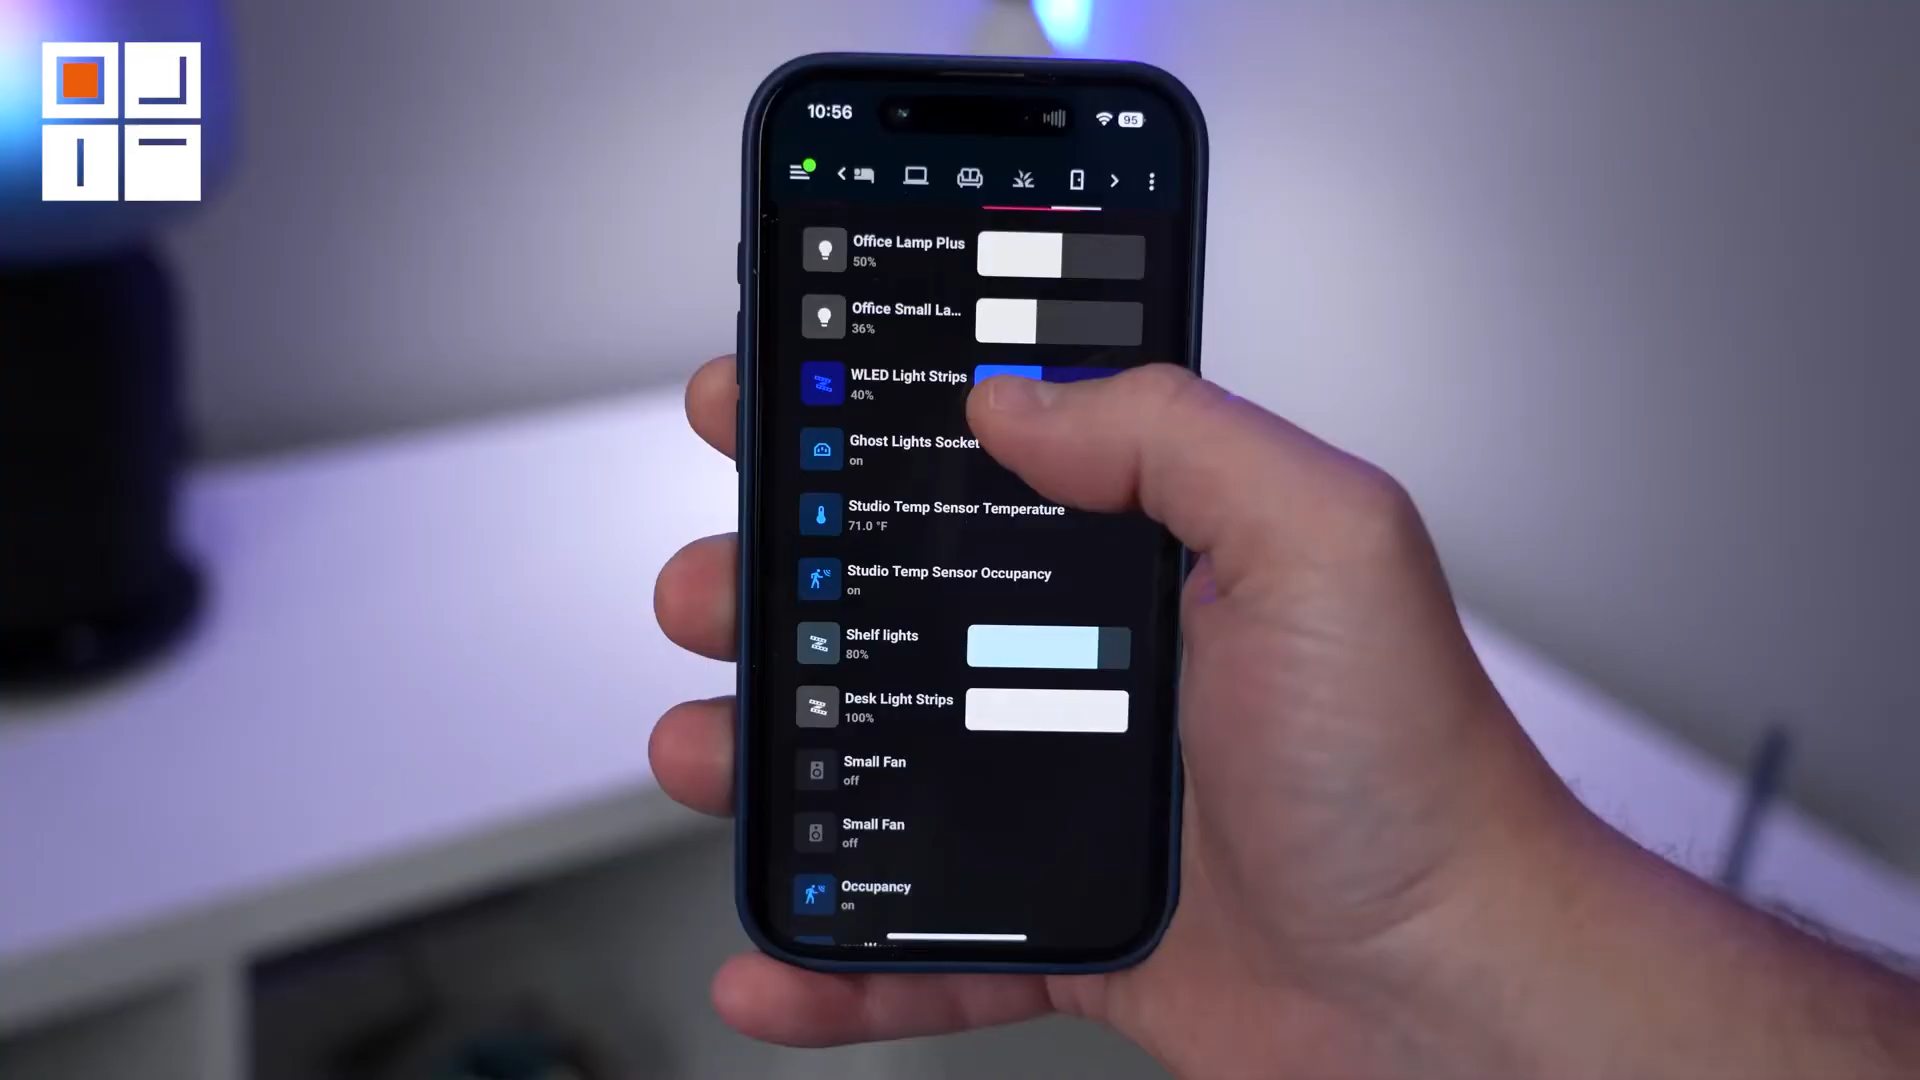 10:56
95
Office Lamp Plus
50%
Office Small La...
36%
WLED Light Strips
40%
Ghost Lights Socket
on
Studio Temp Sensor Temperature
71.0 °F
Studio Temp Sensor Occupancy
on
Shelf lights
80%
Desk Light Strips
100%
Small Fan
off
Small Fan
off
Occupancy
on